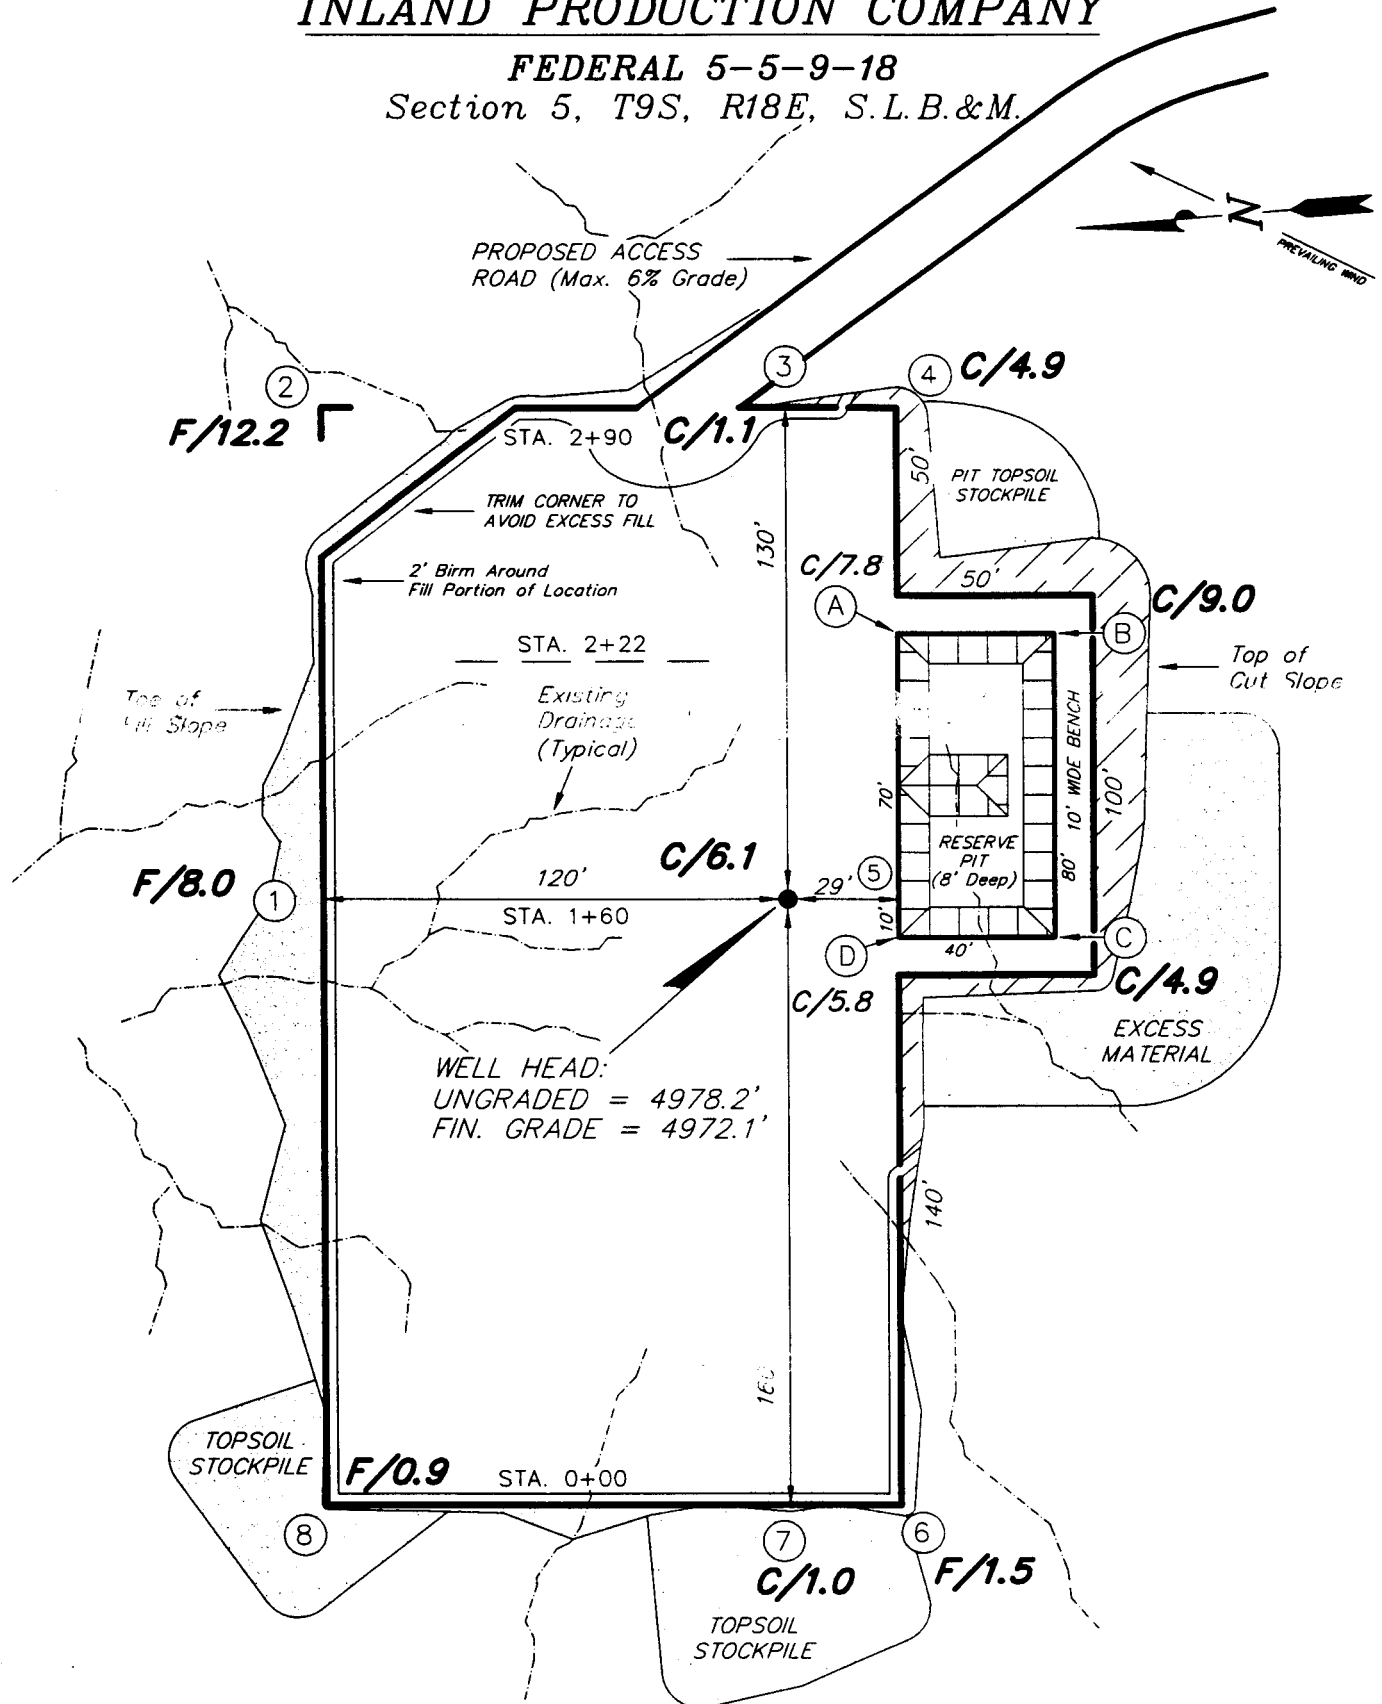 INLAND PRODUCTION COMPANY
FEDERAL 5-5-9-18
Section 5, T9S, R18E, S.L.B.&M.
N
PREVAILING WIND
PROPOSED ACCESS
ROAD (Max. 6% Grade)
3
4
C/4.9
2
F/12.2
STA. 2+90
C/1.1
50'
PIT TOPSOIL
STOCKPILE
TRIM CORNER TO
AVOID EXCESS FILL
130'
C/7.8
50'
2' Birm Around
Fill Portion of Location
A
C/9.0
B
STA. 2+22
Top of
Cut Slope
Toe of
Fill Slope
Existing
Drainage
(Typical)
70'
10' WIDE BENCH
100'
RESERVE
PIT
(8' Deep)
80'
C/6.1
F/8.0
1
120'
STA. 1+60
29'
5
10'
40'
D
C
C/4.9
C/5.8
EXCESS
MATERIAL
WELL HEAD:
UNGRADED = 4978.2'
FIN. GRADE = 4972.1'
140'
160'
TOPSOIL
STOCKPILE
F/0.9
STA. 0+00
8
7
6
C/1.0
F/1.5
TOPSOIL
STOCKPILE